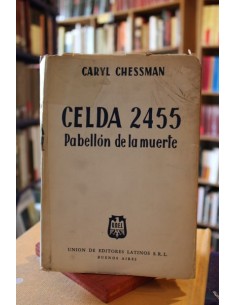 CARYL CHESSMAN
CELDA 2455
Pabellón de la muerte
UNION DE EDITORES LATINOS S.R.L.
BUENOS AIRES